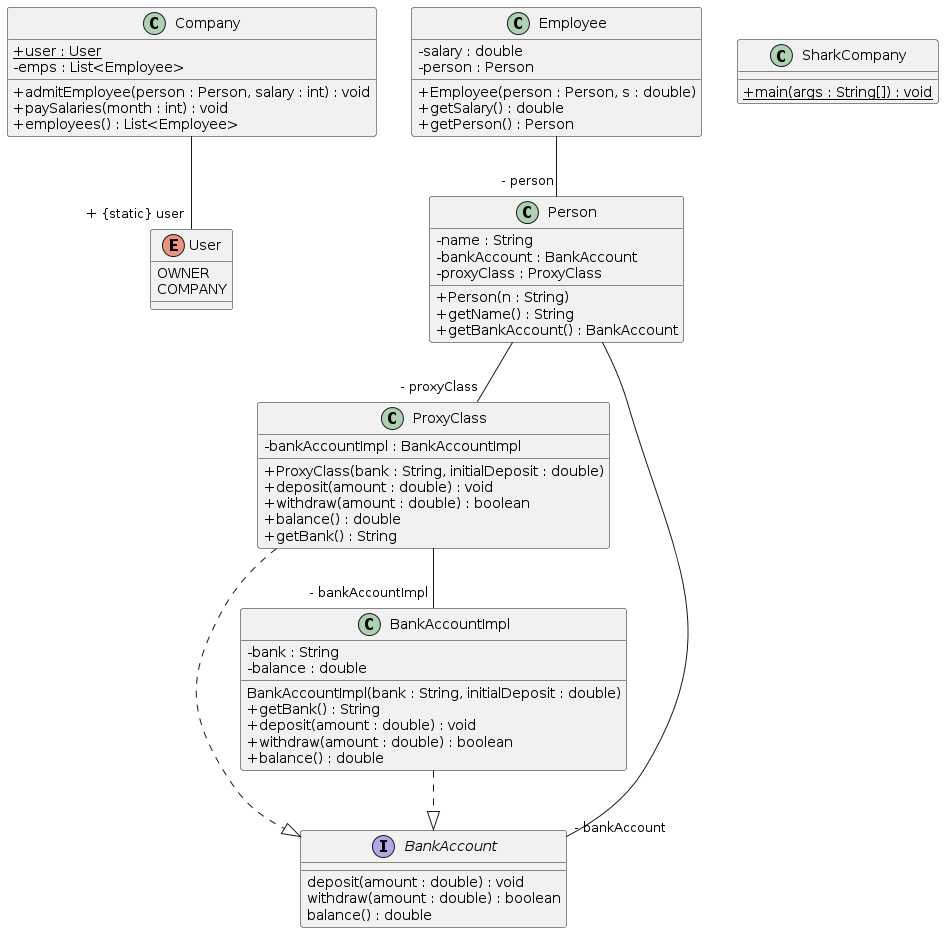 C Company
+user : User
-emps : List<Employee>
+admitEmployee(person : Person, salary : int) : void
+paySalaries(month : int) : void
+employees() : List<Employee>
C Employee
-salary : double
-person : Person
+Employee(person : Person, s : double)
+getSalary() : double
+getPerson() : Person
C SharkCompany
+main(args : String[]) : void
- person
+ {static} user
E User
OWNER
COMPANY
C Person
-name : String
-bankAccount : BankAccount
-proxyClass : ProxyClass
+Person(n : String)
+getName() : String
+getBankAccount() : BankAccount
- proxyClass
C ProxyClass
-bankAccountImpl : BankAccountImpl
+ProxyClass(bank : String, initialDeposit : double)
+deposit(amount : double) : void
+withdraw(amount : double) : boolean
+balance() : double
+getBank() : String
- bankAccountImpl
C BankAccountImpl
-bank : String
-balance : double
BankAccountImpl(bank : String, initialDeposit : double)
+getBank() : String
+deposit(amount : double) : void
+withdraw(amount : double) : boolean
+balance() : double
- bankAccount
I BankAccount
deposit(amount : double) : void
withdraw(amount : double) : boolean
balance() : double